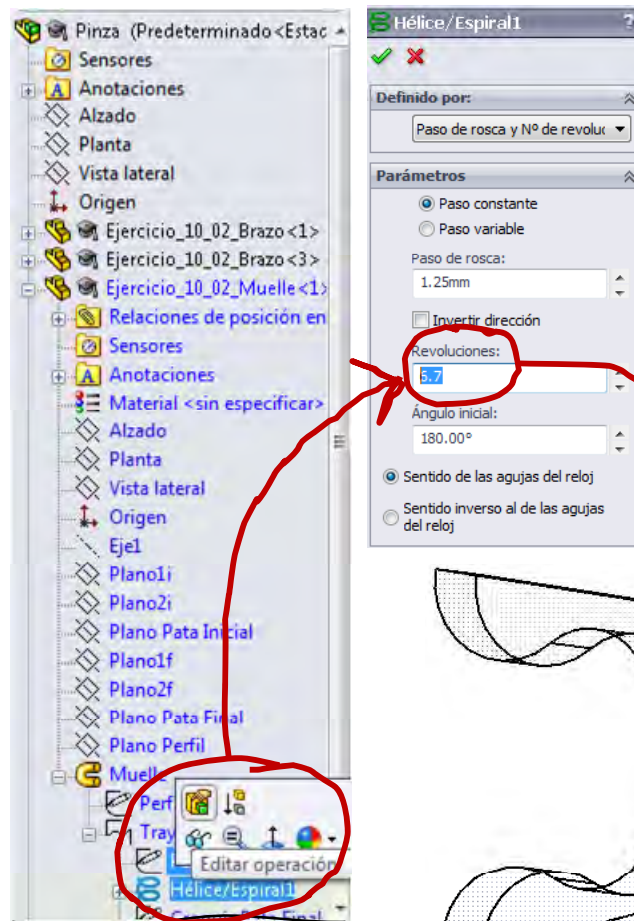 Pinza (Predeterminado<Estac
Sensores
Anotaciones
Alzado
Planta
Vista lateral
Origen
Ejercicio_10_02_Brazo<1>
Ejercicio_10_02_Brazo<3>
Ejercicio_10_02_Muelle<1>
Relaciones de posición en
Sensores
Anotaciones
Material <sin especificar>
Alzado
Planta
Vista lateral
Origen
Eje1
Plano1i
Plano2i
Plano Pata Inicial
Plano1f
Plano2f
Plano Pata Final
Plano Perfil
Muelle
Perf
Tray
Editar operación
Hélice/Espiral1
Hélice/Espiral1
?
Definido por:
Paso de rosca y Nº de revoluc
Parámetros
Paso constante
Paso variable
Paso de rosca:
1.25mm
Invertir dirección
Revoluciones:
6.7
Ángulo inicial:
180.00°
Sentido de las agujas del reloj
Sentido inverso al de las agujas
del reloj